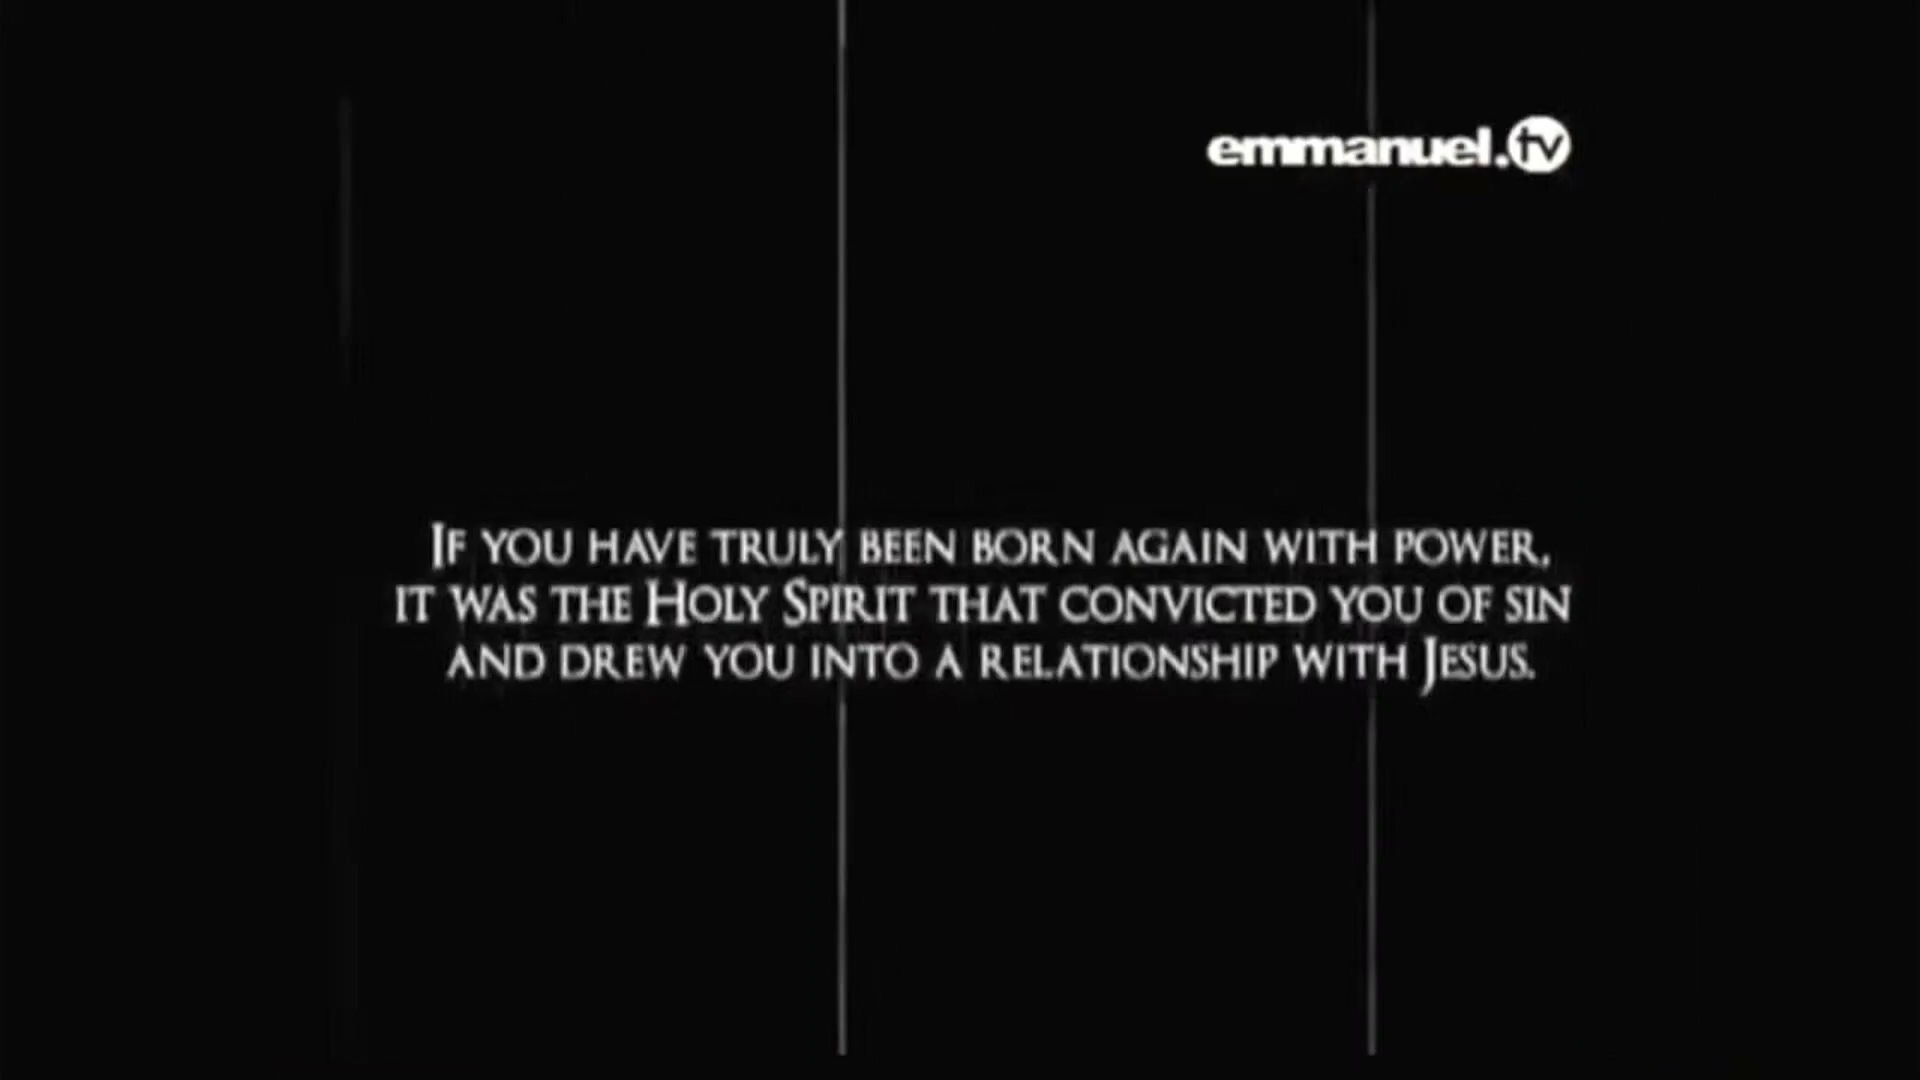 emmanuel.tv
If you have truly been born again with power,
it was the Holy Spirit that convicted you of sin
and drew you into a relationship with Jesus.